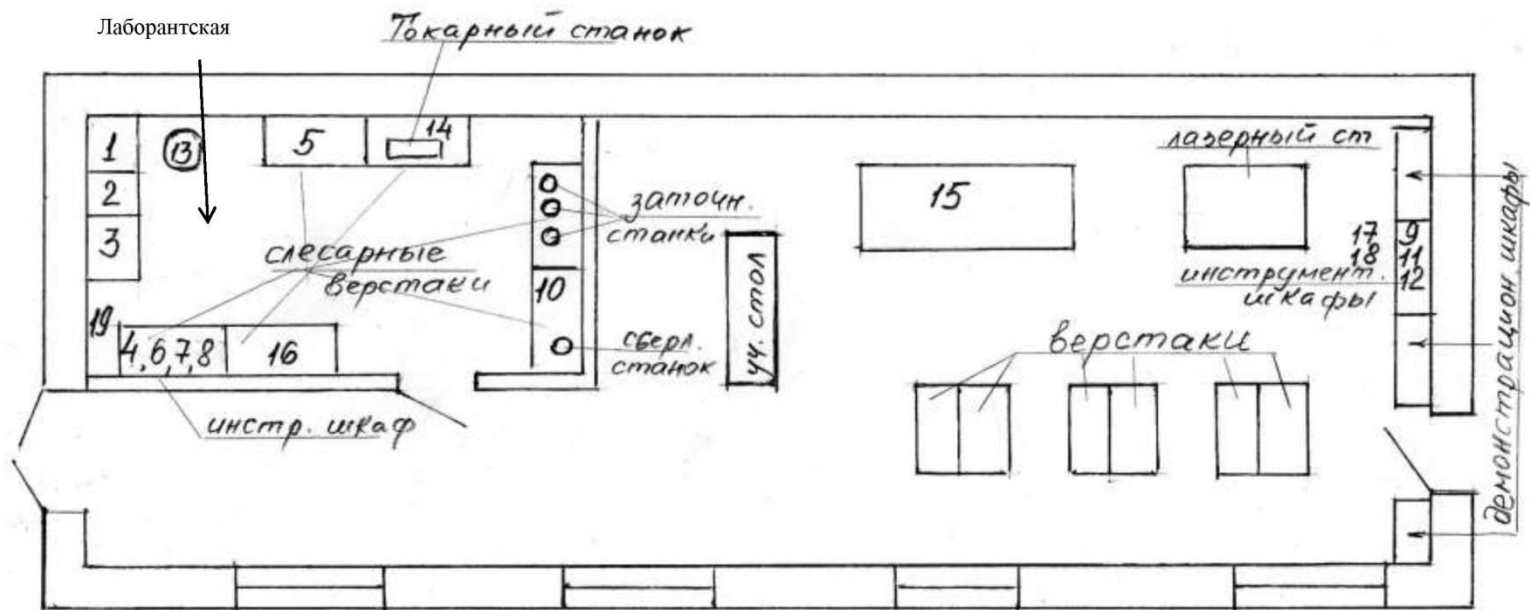 Лаборантская
Токарный станок
1
13
5
14
лазерный ст
2
15
заточн.
станки
3
17
9
18
11
слесарные
верстаки
инструмент.
шкафы
12
10
уч. стол
19
4,6,7,8
16
сверл.
станок
верстаки
инстр. шкаф
демонстрацион. шкафы